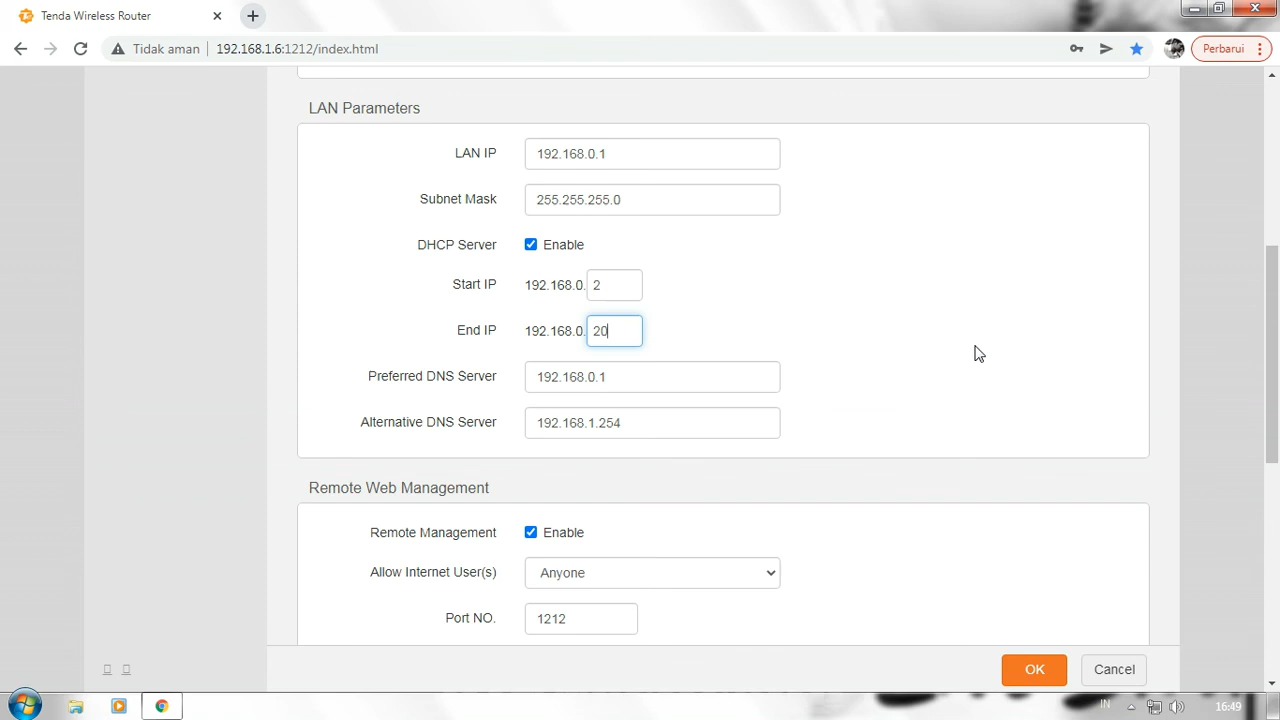 Tenda Wireless Router
Tidak aman 192.168.1.6:1212/index.html Perbarui
LAN Parameters
LAN IP 192.168.0.1
Subnet Mask 255.255.255.0
DHCP Server Enable
Start IP 192.168.0. 2
End IP 192.168.0. 20
Preferred DNS Server 192.168.0.1
Alternative DNS Server 192.168.1.254
Remote Web Management
Remote Management Enable
Allow Internet User(s) Anyone
Port NO. 1212
OK Cancel
IN 16:49